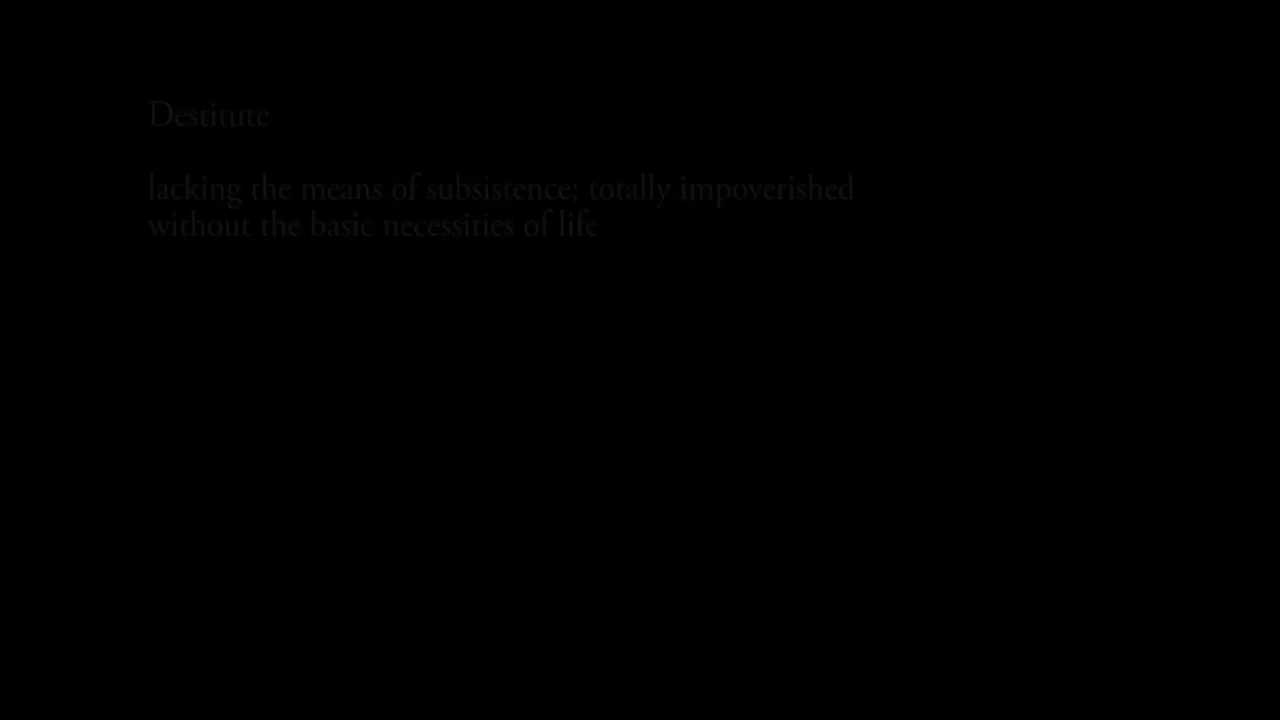 Destitute
lacking the means of subsistence; totally impoverished
without the basic necessities of life